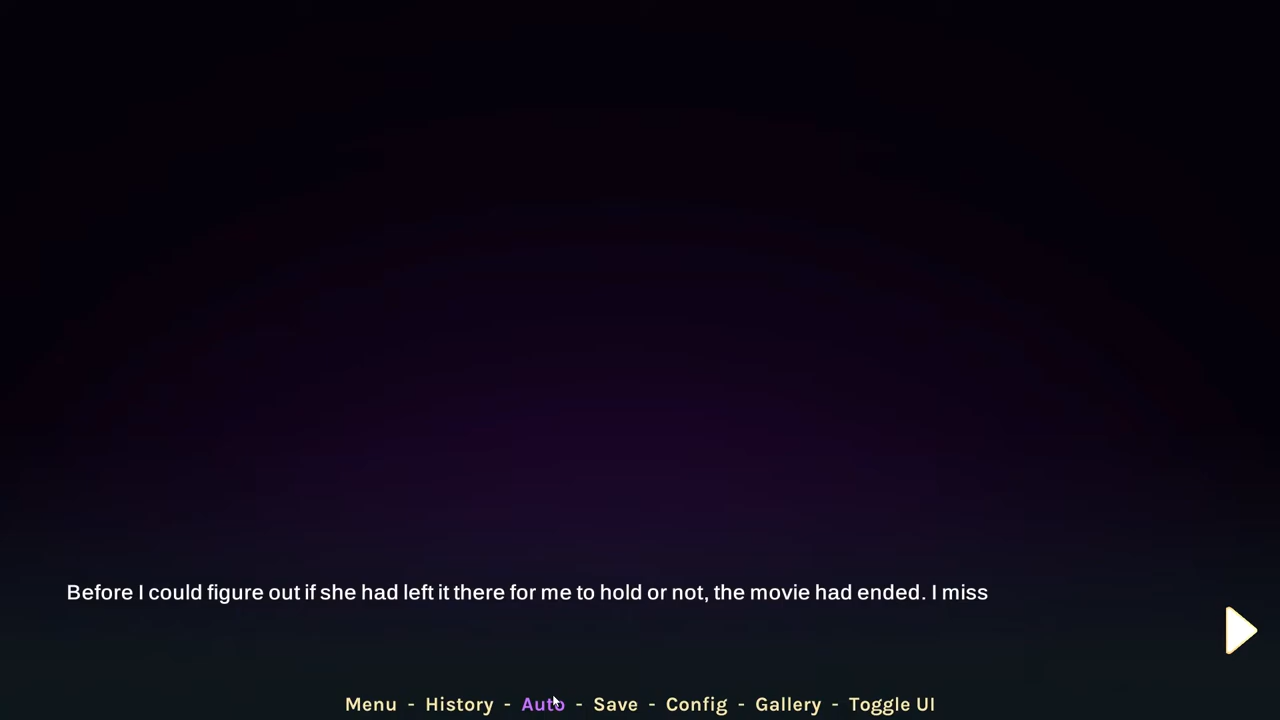 Before I could figure out if she had left it there for me to hold or not, the movie had ended. I miss
Menu - History - Auto - Save - Config - Gallery - Toggle UI